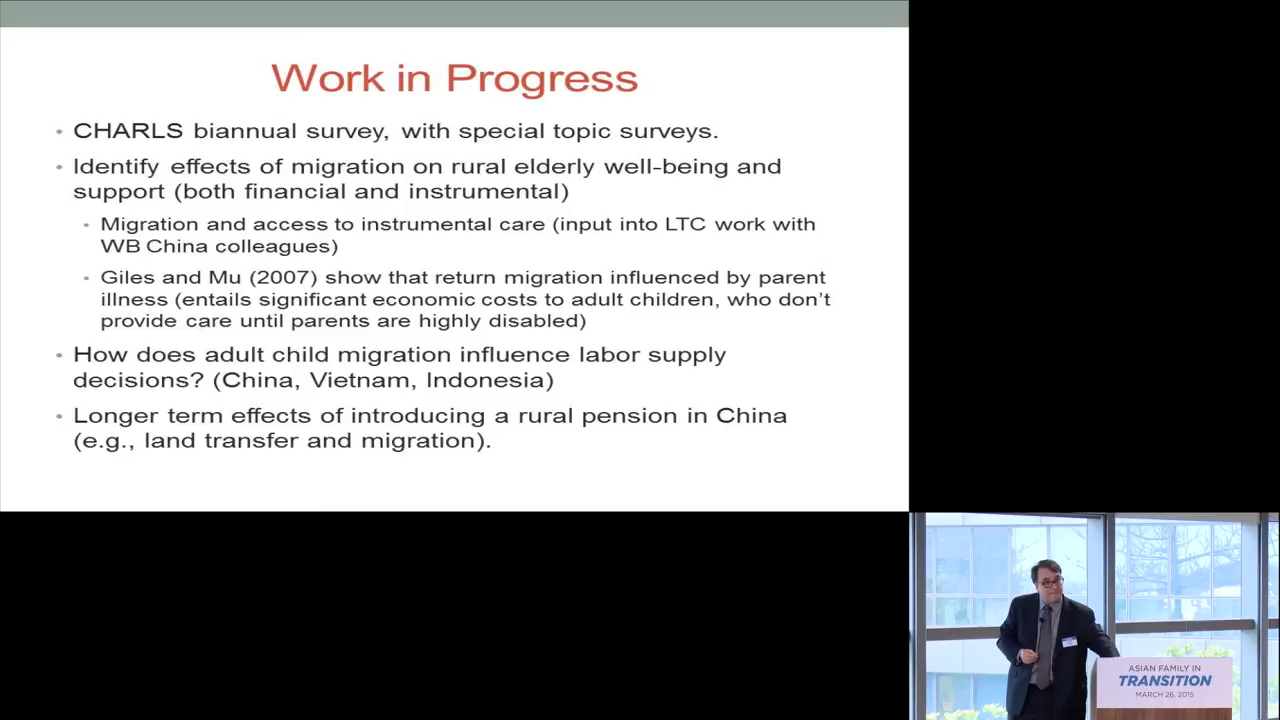 Work in Progress
• CHARLS biannual survey, with special topic surveys.
• Identify effects of migration on rural elderly well-being and
support (both financial and instrumental)
• Migration and access to instrumental care (input into LTC work with
WB China colleagues)
• Giles and Mu (2007) show that return migration influenced by parent
illness (entails significant economic costs to adult children, who don't
provide care until parents are highly disabled)
• How does adult child migration influence labor supply
decisions? (China, Vietnam, Indonesia)
• Longer term effects of introducing a rural pension in China
(e.g., land transfer and migration).
ASIAN FAMILY IN
TRANSITION
MARCH 26, 2015